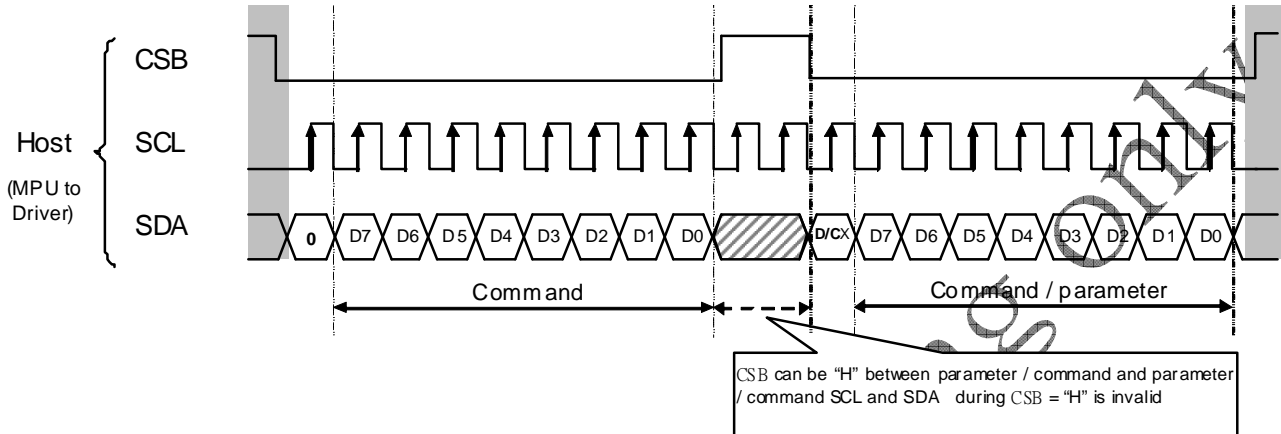 CSB
Host
(MPU to
Driver)
SCL
SDA
0 D7 D6 D5 D4 D3 D2 D1 D0 D/CX D7 D6 D5 D4 D3 D2 D1 D0
Command
Command / parameter
CSB can be “H” between parameter / command and parameter
/ command SCL and SDA during CSB = “H” is invalid
only